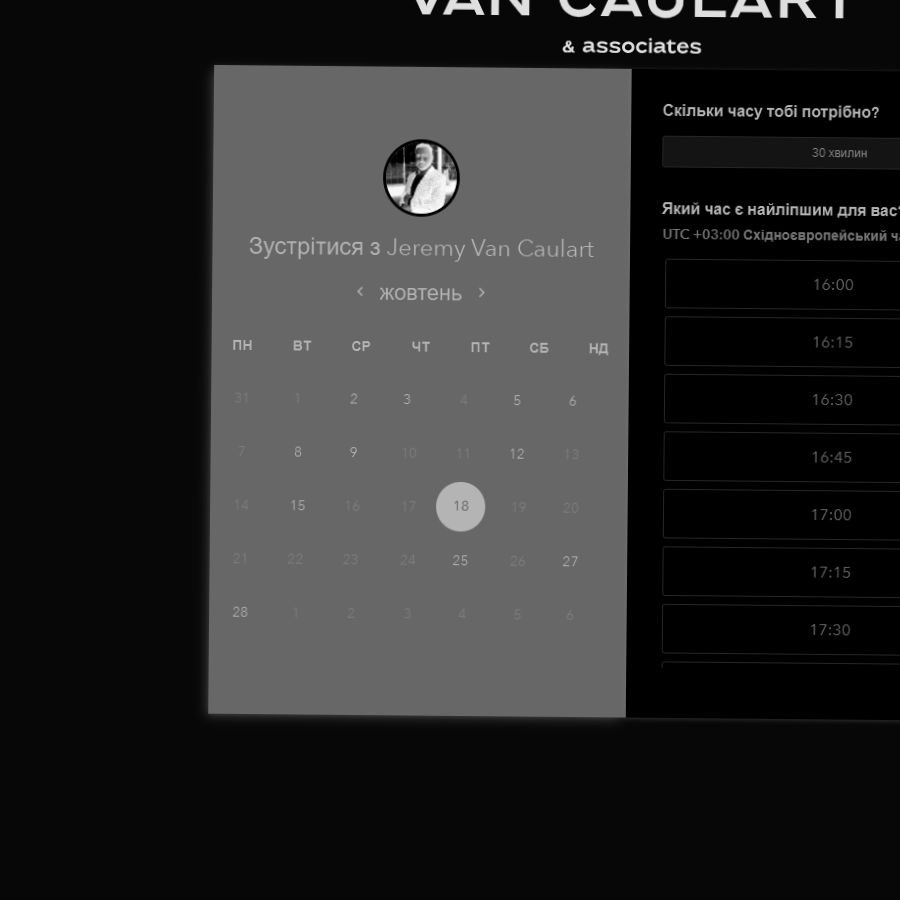 VAN CAULART
& associates
Зустрітися з Jeremy Van Caulart
жовтень
ПН ВТ СР ЧТ ПТ СБ НД
31 1 2 3 4 5 6
7 8 9 10 11 12 13
14 15 16 17 18 19 20
21 22 23 24 25 26 27
28 1 2 3 4 5 6
Скільки часу тобі потрібно?
30 хвилин
Який час є найліпшим для вас?
UTC +03:00 Східноєвропейський
16:00
16:15
16:30
16:45
17:00
17:15
17:30